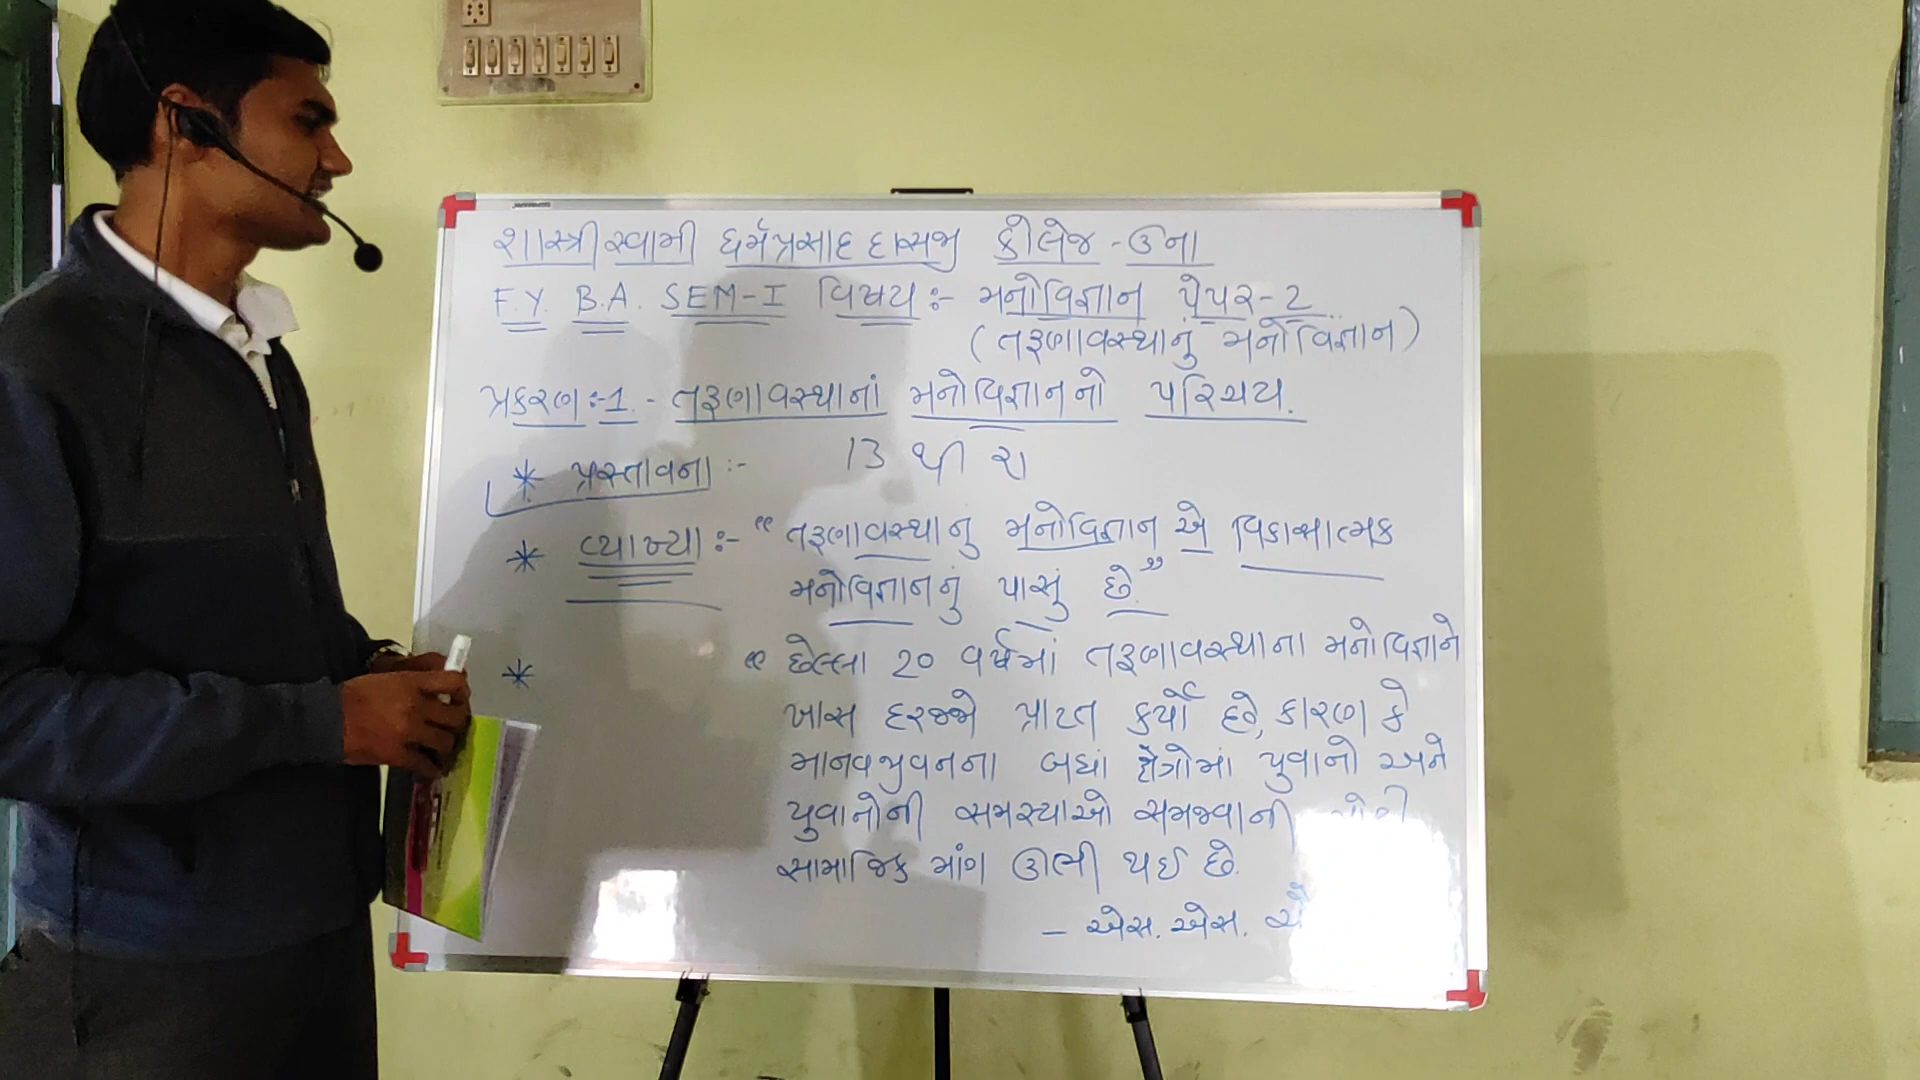 શાસ્ત્રી સ્વામી ધર્મપ્રસાદ દાસજી કોલેજ - ઉના
F.Y. B.A. SEM-I વિષય :- મનોવિજ્ઞાન પેપર-2
(તરૂણાવસ્થાનું મનોવિજ્ઞાન)
પ્રકરણ :-1 - તરૂણાવસ્થાનાં મનોવિજ્ઞાનનો પરિચય.
* પ્રસ્તાવના :- 13 થી ૨૧
* વ્યાખ્યા :- “તરૂણાવસ્થાનું મનોવિજ્ઞાન એ વિકાસાત્મક
મનોવિજ્ઞાનનું પાસું છે.”
* “છેલ્લા 20 વર્ષમાં તરૂણાવસ્થાના મનોવિજ્ઞાને
ખાસ દરજ્જો પ્રાપ્ત કર્યો છે, કારણ કે
માનવજીવનના બધાં ક્ષેત્રોમાં યુવાનો અને
યુવાનોની સમસ્યાઓ સમજવાની
સામાજિક માંગ ઊભી થઈ છે.
- એસ. એસ.